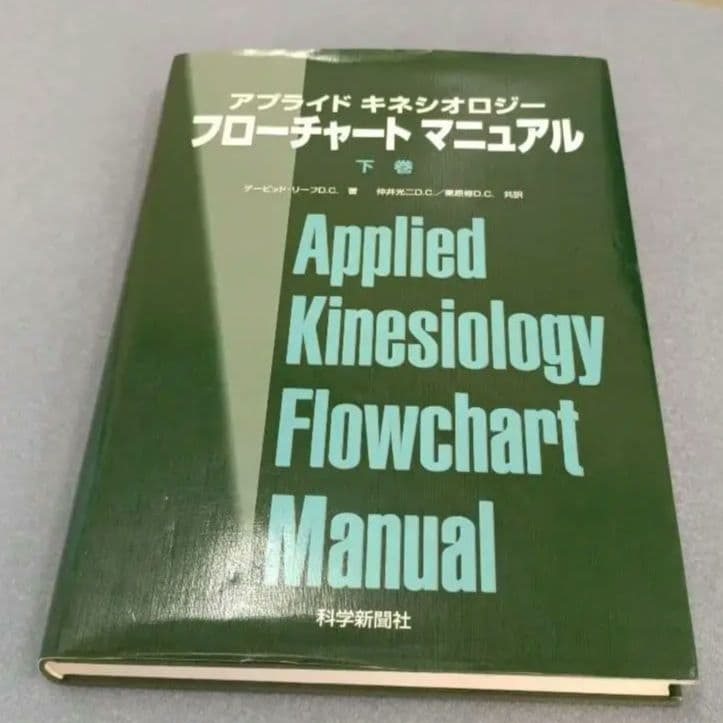 アプライド キネシオロジー
フローチャート マニュアル
下巻
デービッド・リーフD.C. 著 仲井光二D.C./栗原修D.C. 共訳
Applied
Kinesiology
Flowchart
Manual
科学新聞社